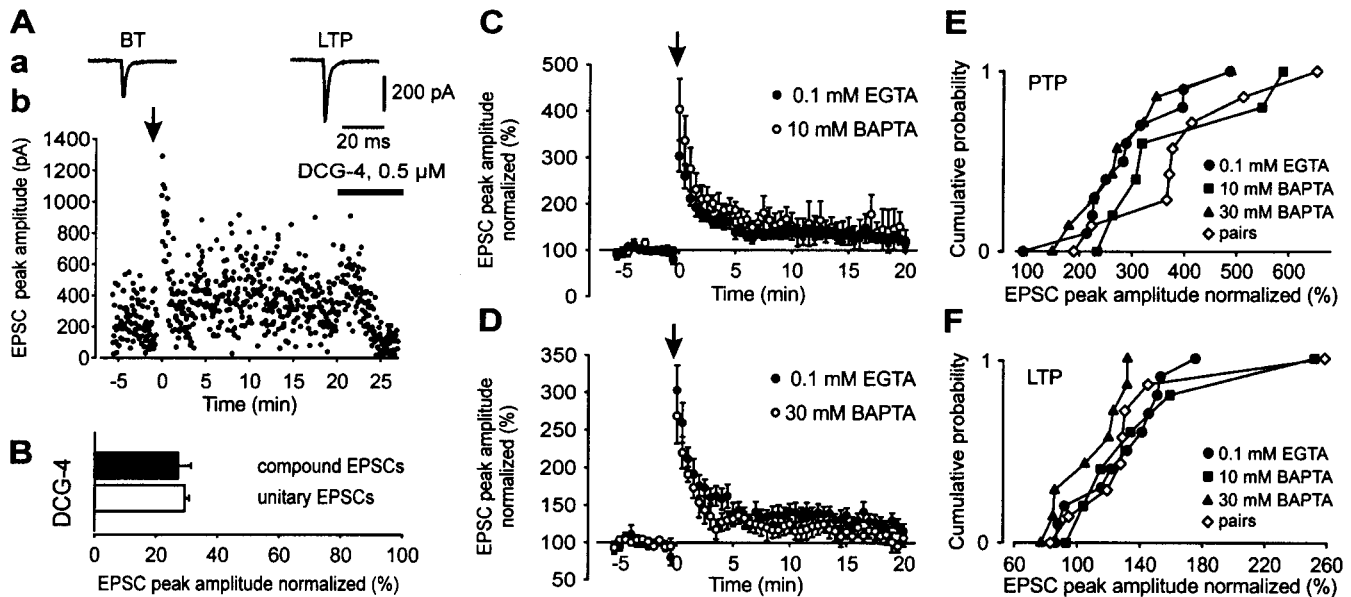 A
a
BT
LTP
200 pA
20 ms
b
EPSC peak amplitude (pA)
1400
1200
1000
800
600
400
200
0
DCG-4, 0.5 µM
-5 0 5 10 15 20 25
Time (min)
B
DCG-4
compound EPSCs
unitary EPSCs
0 20 40 60 80 100
EPSC peak amplitude normalized (%)
C
EPSC peak amplitude
normalized (%)
500
400
300
200
100
0
0.1 mM EGTA
10 mM BAPTA
-5 0 5 10 15 20
Time (min)
D
EPSC peak amplitude
normalized (%)
350
300
250
200
150
100
50
0.1 mM EGTA
30 mM BAPTA
-5 0 5 10 15 20
Time (min)
E
PTP
Cumulative probability
1
0
0.1 mM EGTA
10 mM BAPTA
30 mM BAPTA
pairs
100 200 300 400 500 600
EPSC peak amplitude normalized (%)
F
LTP
Cumulative probability
1
0
0.1 mM EGTA
10 mM BAPTA
30 mM BAPTA
pairs
60 100 140 180 220 260
EPSC peak amplitude normalized (%)